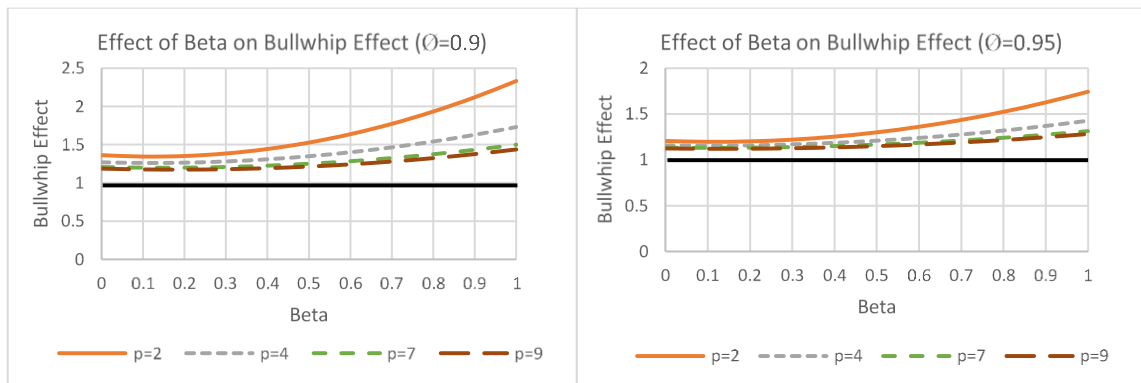 Effect of Beta on Bullwhip Effect (Ø=0.9)
2.5
2
1.5
1
0.5
0
Bullwhip Effect
0 0.1 0.2 0.3 0.4 0.5 0.6 0.7 0.8 0.9 1
Beta
p=2 p=4 p=7 p=9
Effect of Beta on Bullwhip Effect (Ø=0.95)
2
1.5
1
0.5
0
Bullwhip Effect
0 0.1 0.2 0.3 0.4 0.5 0.6 0.7 0.8 0.9 1
Beta
p=2 p=4 p=7 p=9